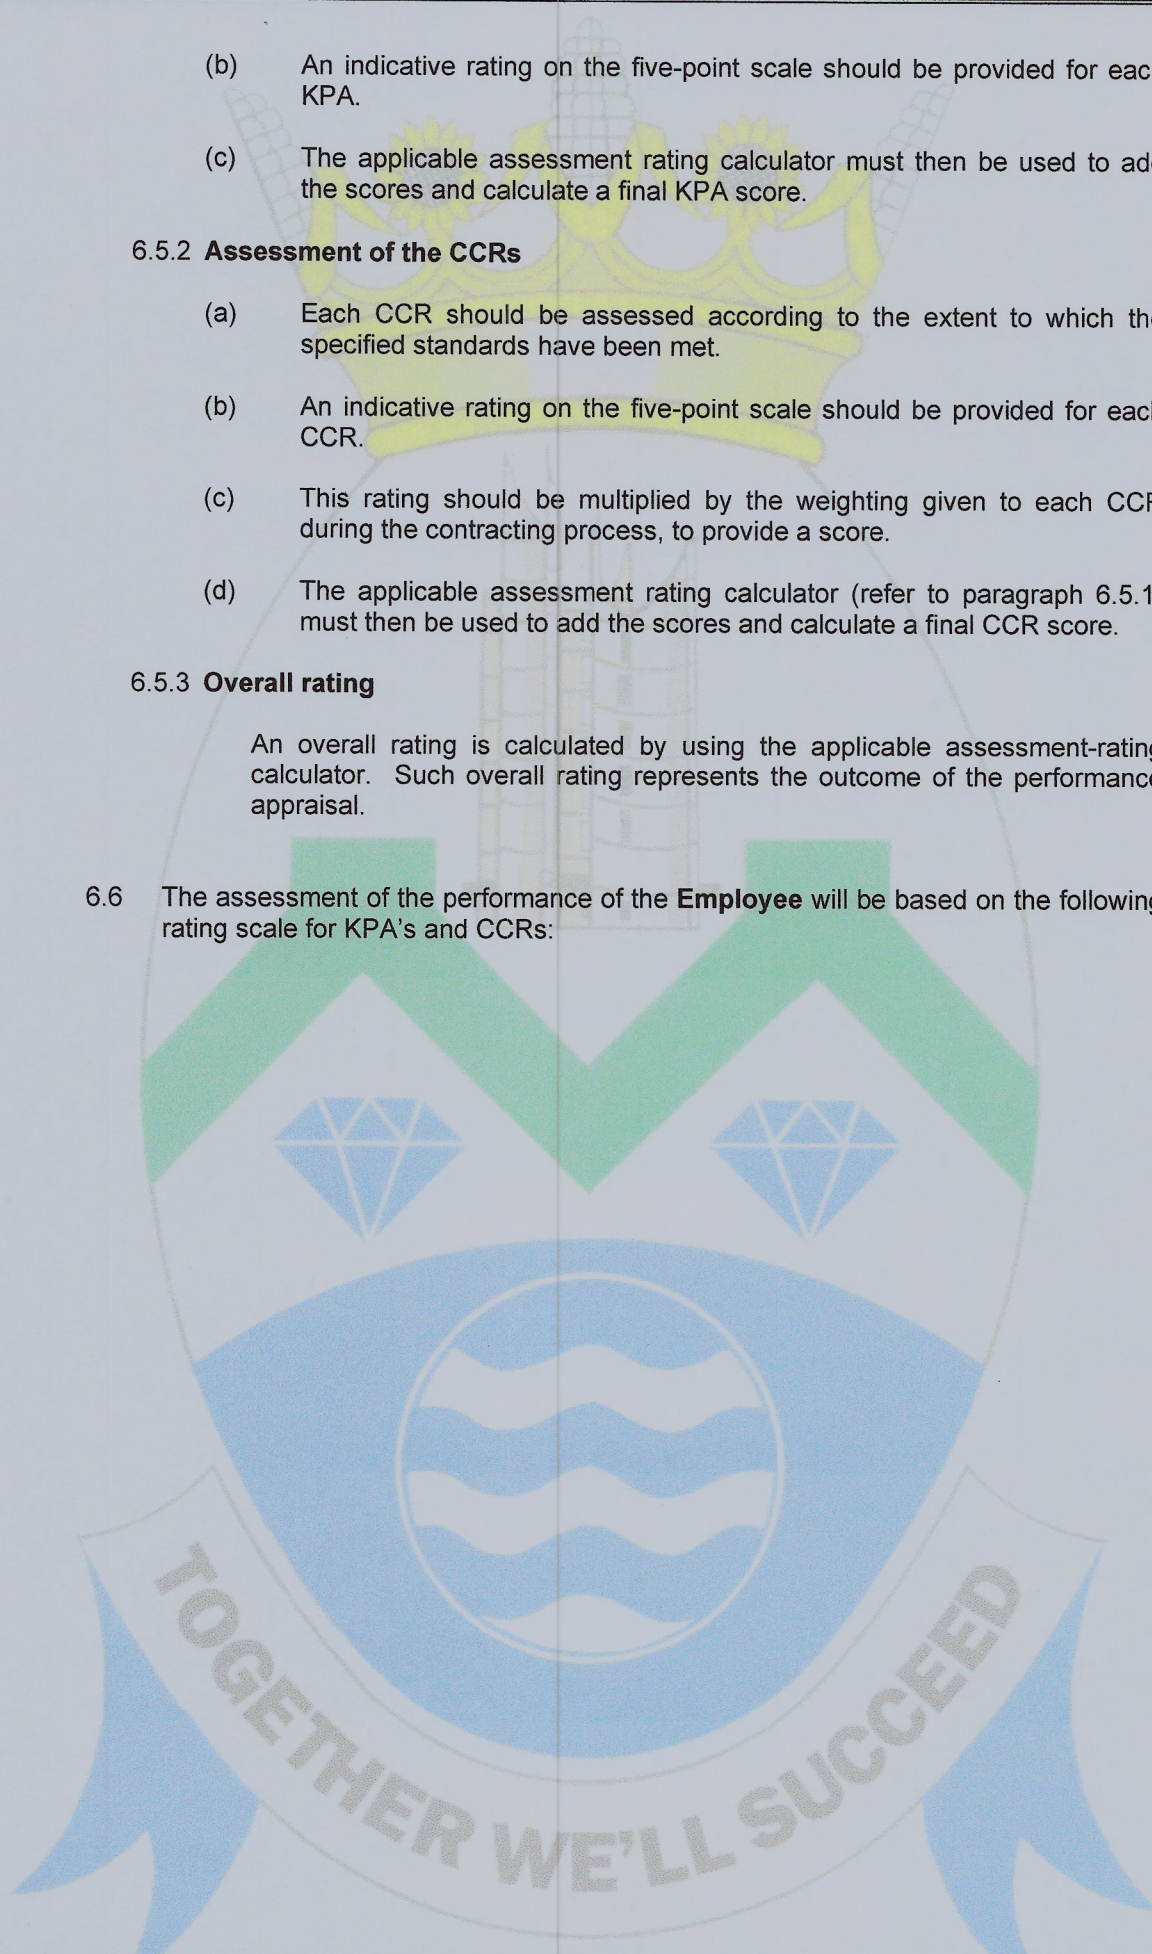 (b) An indicative rating on the five-point scale should be provided for eac
KPA.
(c) The applicable assessment rating calculator must then be used to ad
the scores and calculate a final KPA score.
6.5.2 Assessment of the CCRs
(a) Each CCR should be assessed according to the extent to which the
specified standards have been met.
(b) An indicative rating on the five-point scale should be provided for each
CCR.
(c) This rating should be multiplied by the weighting given to each CCR
during the contracting process, to provide a score.
(d) The applicable assessment rating calculator (refer to paragraph 6.5.1
must then be used to add the scores and calculate a final CCR score.
6.5.3 Overall rating
An overall rating is calculated by using the applicable assessment-rating
calculator. Such overall rating represents the outcome of the performance
appraisal.
6.6 The assessment of the performance of the Employee will be based on the following
rating scale for KPA's and CCRs:
TOGETHER WE'LL SUCCEED